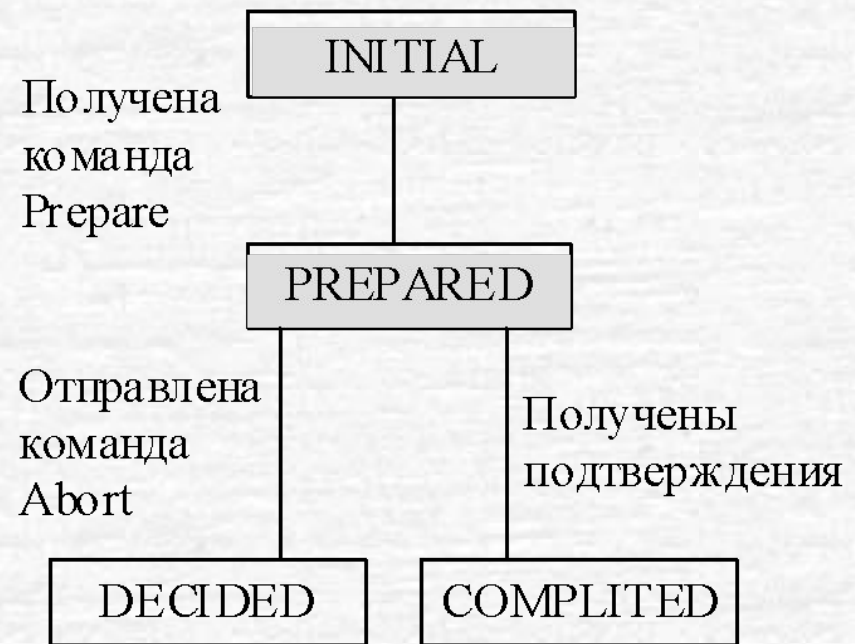 INITIAL
Получена
команда
Prepare
PREPARED
Отправлена
команда
Abort
Получены
подтверждения
DECIDED
COMPLITED